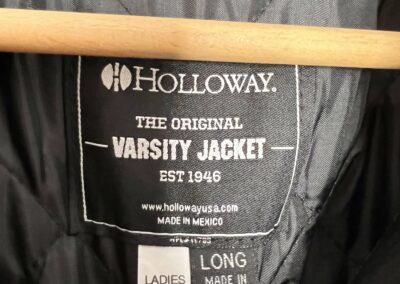 HOLLOWAY.
THE ORIGINAL
VARSITY JACKET
EST 1946
www.hollowayusa.com
MADE IN MEXICO
LADIES
LONG
MADE IN